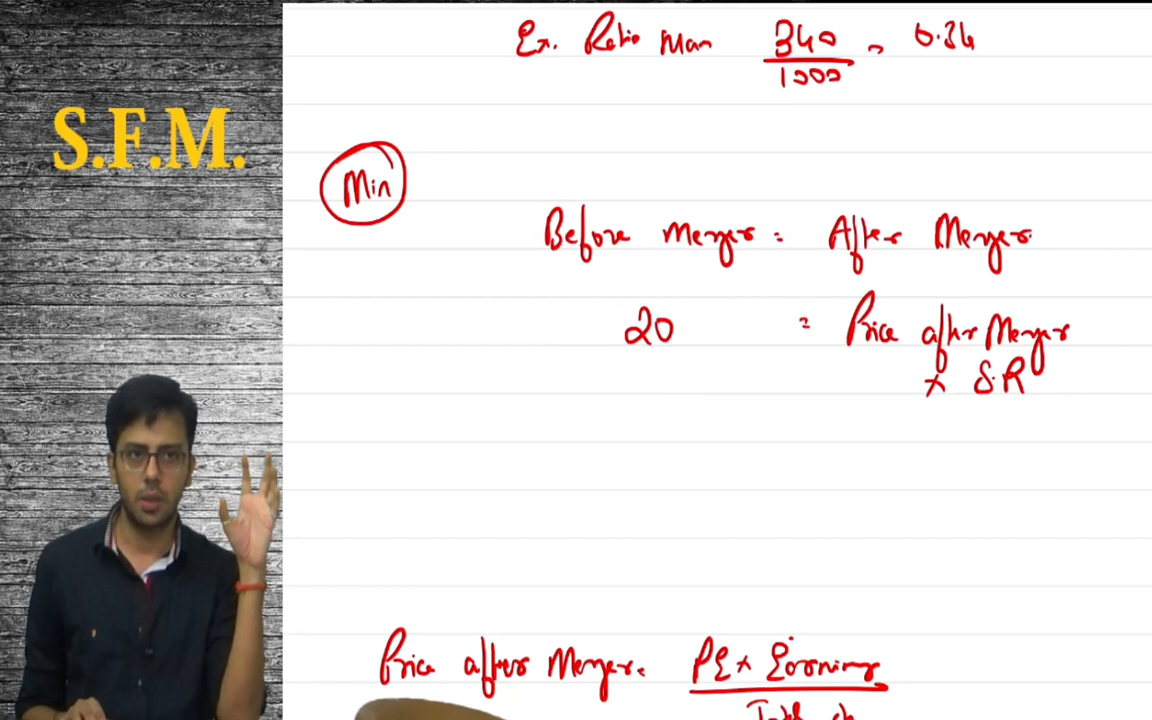 S.F.M.
Ex. Ratio Max 340/1000 = 0.34
Min
Before Merger = After Merger
20 = Price after Merger
x S.R
Price after Merger = PE x Earning